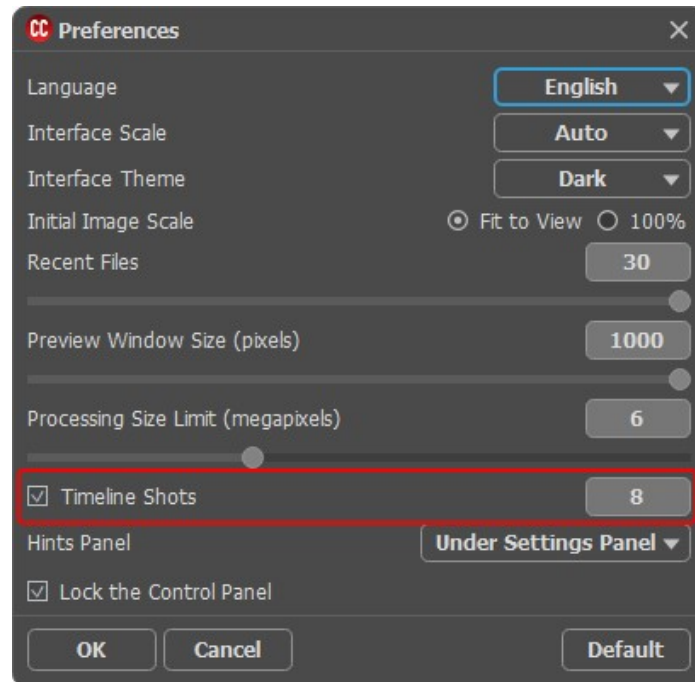 CC Preferences
Language English
Interface Scale Auto
Interface Theme Dark
Initial Image Scale Fit to View 100%
Recent Files 30
Preview Window Size (pixels) 1000
Processing Size Limit (megapixels) 6
Timeline Shots 8
Hints Panel Under Settings Panel
Lock the Control Panel
OK Cancel Default